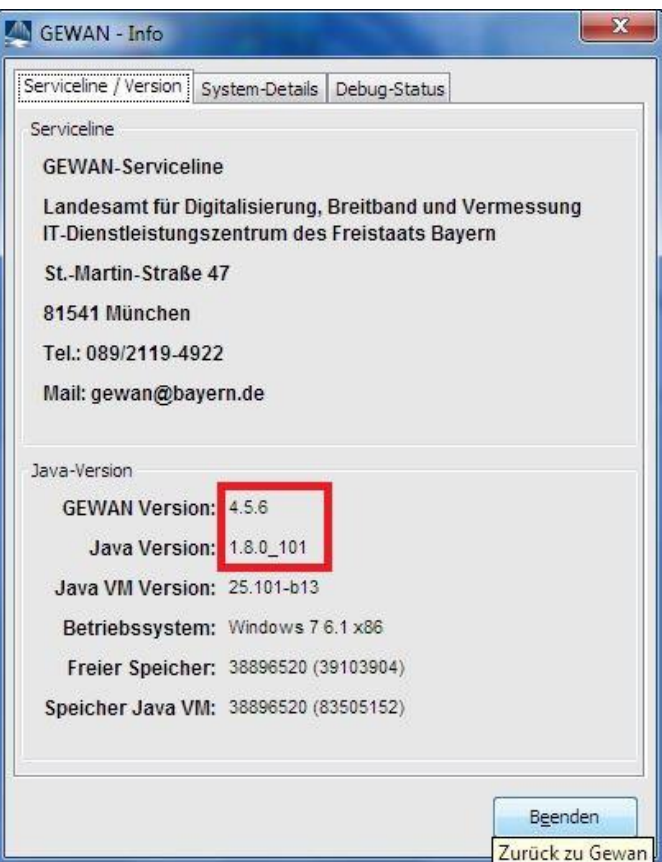 GEWAN - Info
Serviceline / Version System-Details Debug-Status
Serviceline
GEWAN-Serviceline
Landesamt für Digitalisierung, Breitband und Vermessung
IT-Dienstleistungszentrum des Freistaats Bayern
St.-Martin-Straße 47
81541 München
Tel.: 089/2119-4922
Mail: gewan@bayern.de
Java-Version
GEWAN Version: 4.5.6
Java Version: 1.8.0_101
Java VM Version: 25.101-b13
Betriebssystem: Windows 7 6.1 x86
Freier Speicher: 38896520 (39103904)
Speicher Java VM: 38896520 (83505152)
Beenden
Zurück zu Gewan